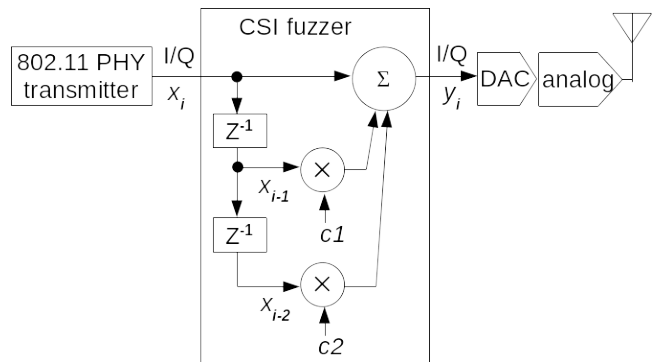 CSI fuzzer
802.11 PHY
transmitter
I/Q
x_i
Σ
I/Q
y_i
DAC
analog
Z^-1
x_i-1
×
c1
Z^-1
x_i-2
×
c2